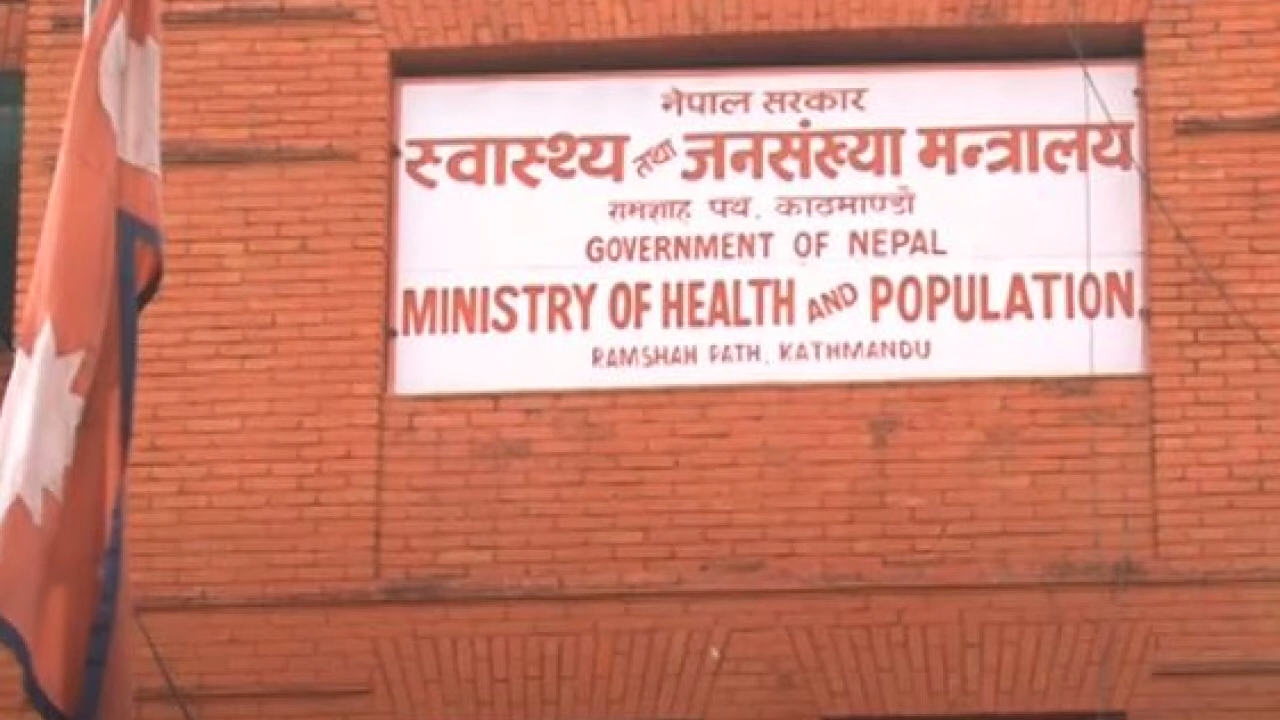 नेपाल सरकार
स्वास्थ्य तथा जनसंख्या मन्त्रालय
रामशाह पथ, काठमाण्डौ
GOVERNMENT OF NEPAL
MINISTRY OF HEALTH AND POPULATION
RAMSHAH PATH, KATHMANDU